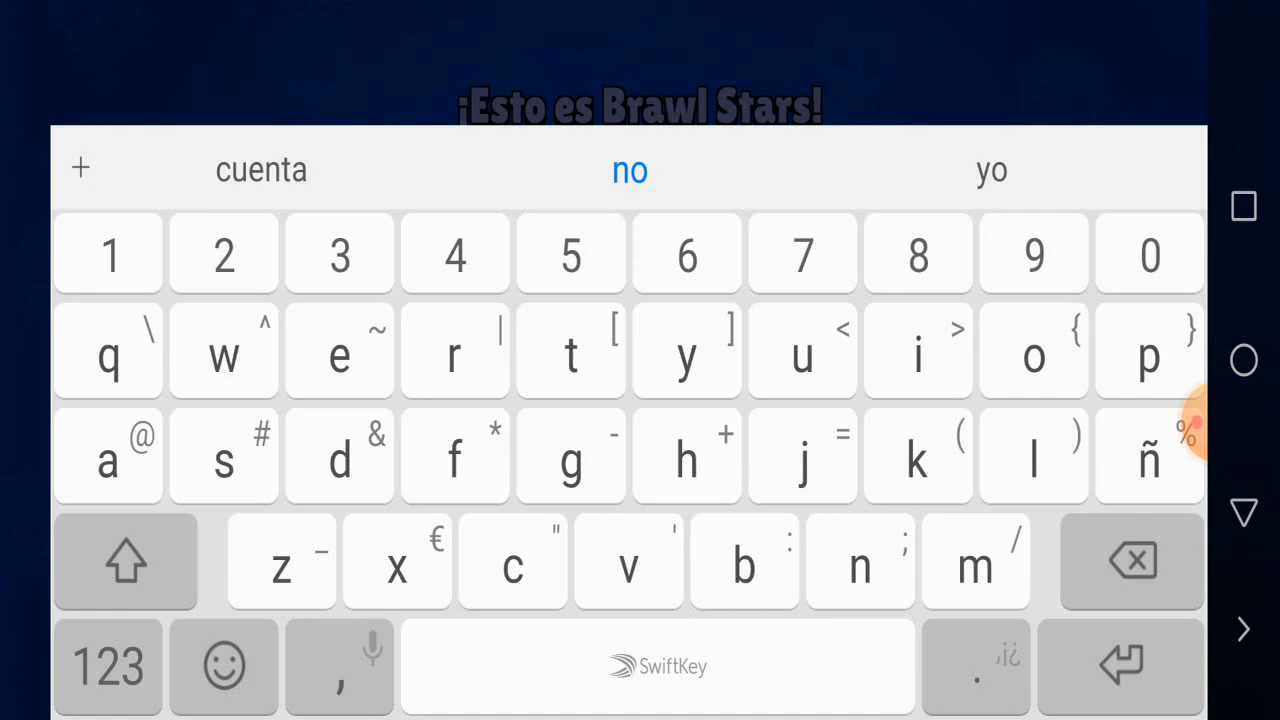 ¡Esto es Brawl Stars!
+ cuenta no yo
1 2 3 4 5 6 7 8 9 0
q \ w ^ e ~ r | t [ y ] u < i > o { p }
a @ s # d & f * g - h + j = k ( l ) ñ %
z _ x € c " v ' b : n ; m /
123 , SwiftKey . ,¡¿